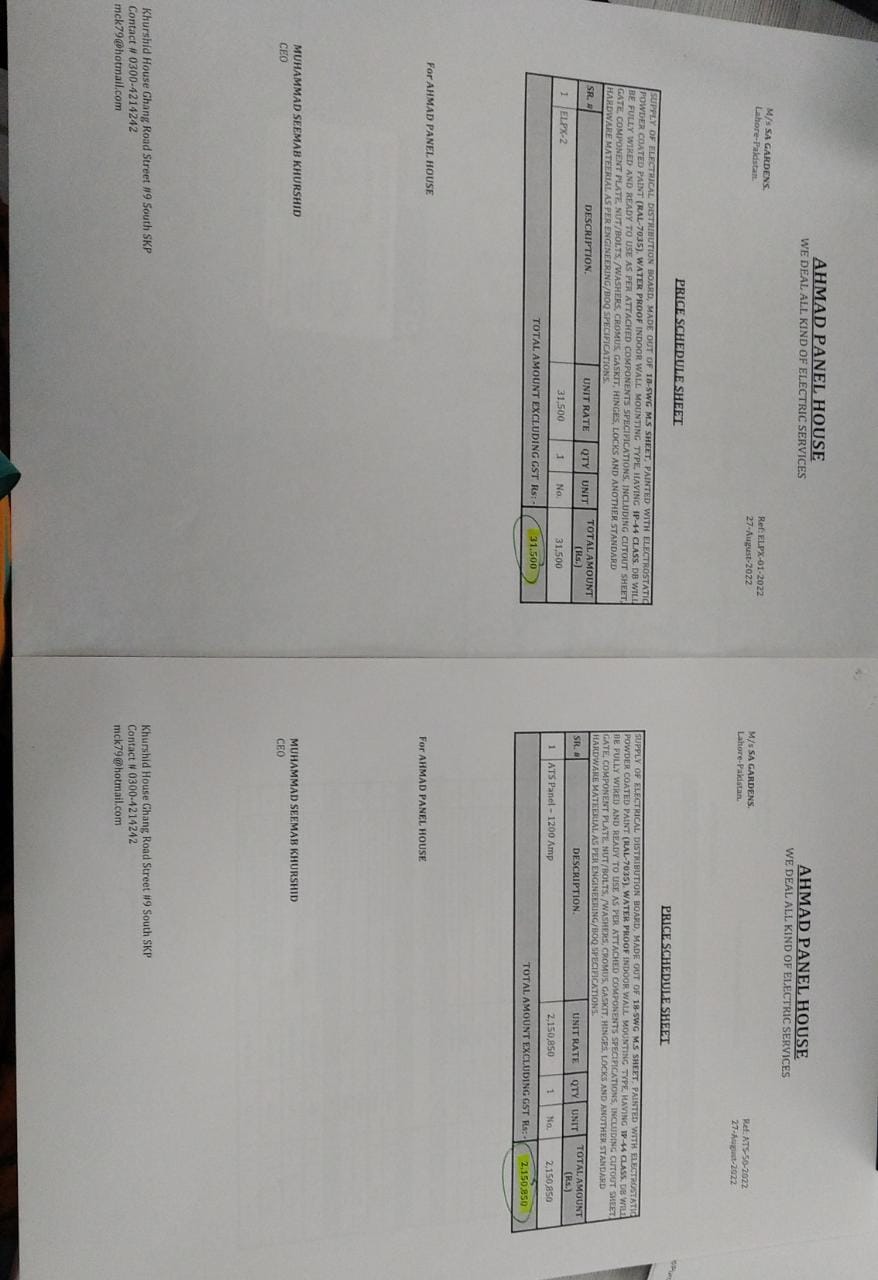 AHMAD PANEL HOUSE
WE DEAL ALL KIND OF ELECTRIC SERVICES
M/s SA GARDENS.
Lahore-Pakistan.
Ref: ELPX-01-2022
27-August-2022
PRICE SCHEDULE SHEET
SUPPLY OF ELECTRICAL DISTRIBUTION BOARD, MADE OUT OF 18-SWG M.S SHEET, PAINTED WITH ELECTROSTATIC
POWDER COATED PAINT (RAL-7035), WATER PROOF INDOOR WALL MOUNTING TYPE, HAVING IP-44 CLASS. DB WILL
BE FULLY WIRED AND READY TO USE AS PER ATTACHED COMPONENTS SPECIFICATIONS, INCLUDING CUTOUT SHEET,
GATE, COMPONENT PLATE, NUT/BOLTS, /WASHERS, CROMUS, GASKIT, HINGES, LOCKS AND ANOTHER STANDARD
HARDWARE MATEERIAL AS PER ENGINEERING/BOQ SPECIFICATIONS.
SR. # DESCRIPTION. UNIT RATE QTY UNIT TOTAL AMOUNT (Rs.)
1 ELPX-2 31,500 1 No. 31,500
TOTAL AMOUNT EXCLUDING GST Rs: - 31,500
For AHMAD PANEL HOUSE
MUHAMMAD SEEMAB KHURSHID
CEO
Khurshid House Ghang Road Street #9 South SKP
Contact # 0300-4214242
mck79@hotmail.com
AHMAD PANEL HOUSE
WE DEAL ALL KIND OF ELECTRIC SERVICES
M/s SA GARDENS.
Lahore-Pakistan.
Ref: ATS-50-2022
27-August-2022
PRICE SCHEDULE SHEET
SUPPLY OF ELECTRICAL DISTRIBUTION BOARD, MADE OUT OF 18-SWG M.S SHEET, PAINTED WITH ELECTROSTATIC
POWDER COATED PAINT (RAL-7035), WATER PROOF INDOOR WALL MOUNTING TYPE, HAVING IP-44 CLASS. DB WILL
BE FULLY WIRED AND READY TO USE AS PER ATTACHED COMPONENTS SPECIFICATIONS, INCLUDING CUTOUT SHEET,
GATE, COMPONENT PLATE, NUT/BOLTS, /WASHERS, CROMUS, GASKIT, HINGES, LOCKS AND ANOTHER STANDARD
HARDWARE MATEERIAL AS PER ENGINEERING/BOQ SPECIFICATIONS.
SR. # DESCRIPTION. UNIT RATE QTY UNIT TOTAL AMOUNT (Rs.)
1 ATS Panel – 1200 Amp 2,150,850 1 No. 2,150,850
TOTAL AMOUNT EXCLUDING GST Rs: - 2,150,850
For AHMAD PANEL HOUSE
MUHAMMAD SEEMAB KHURSHID
CEO
Khurshid House Ghang Road Street #9 South SKP
Contact # 0300-4214242
mck79@hotmail.com